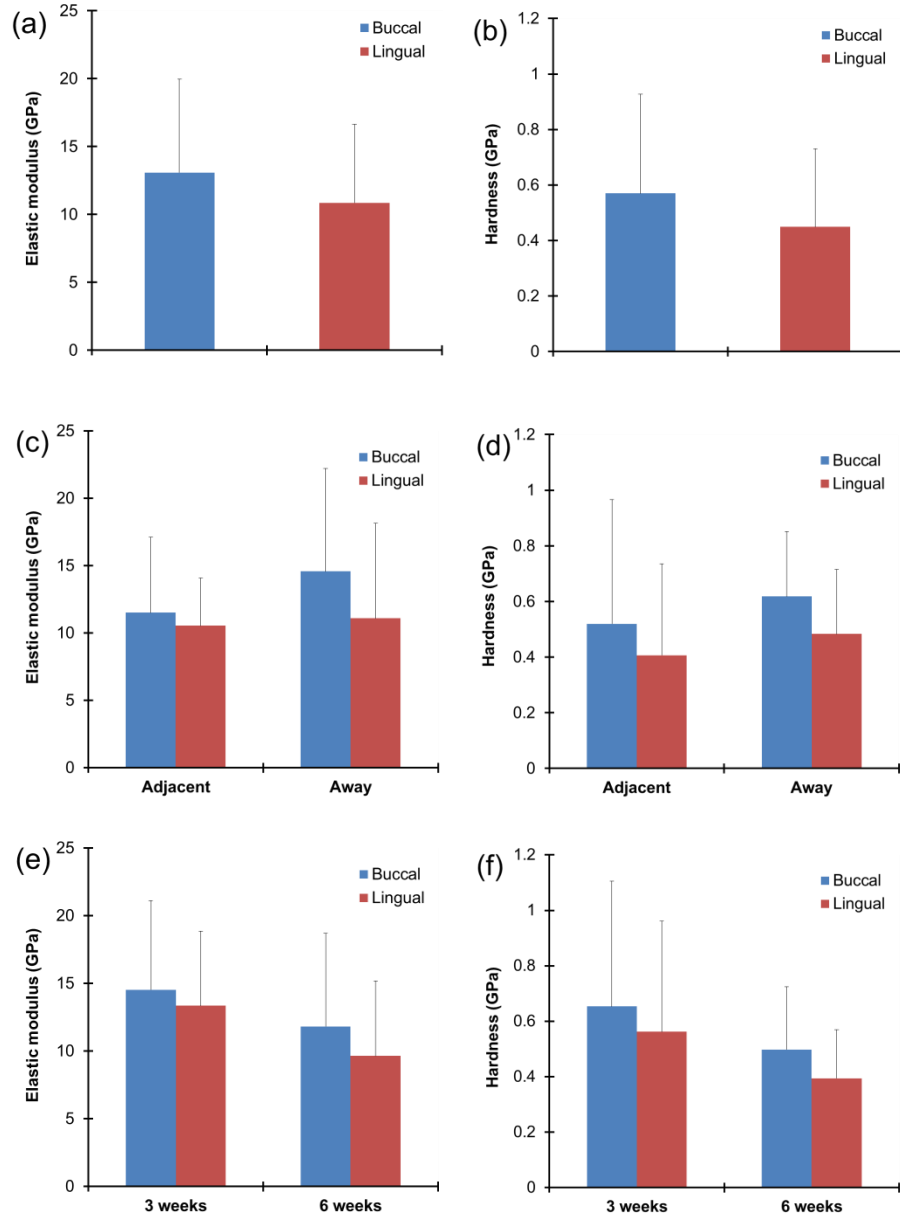 (a)
25
20
15
10
5
0
Elastic modulus (GPa)
Buccal
Lingual
(b)
1.2
1
0.8
0.6
0.4
0.2
0
Hardness (GPa)
Buccal
Lingual
(c)
25
20
15
10
5
0
Elastic modulus (GPa)
Buccal
Lingual
Adjacent Away
(d)
1.2
1
0.8
0.6
0.4
0.2
0
Hardness (GPa)
Buccal
Lingual
Adjacent Away
(e)
25
20
15
10
5
0
Elastic modulus (GPa)
Buccal
Lingual
3 weeks 6 weeks
(f)
1.2
1
0.8
0.6
0.4
0.2
0
Hardness (GPa)
Buccal
Lingual
3 weeks 6 weeks